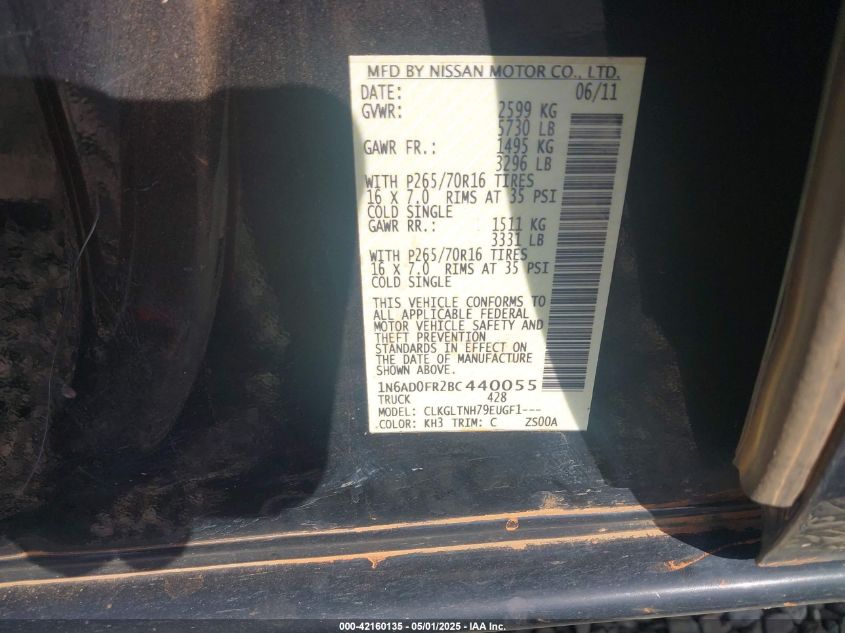 MFD BY NISSAN MOTOR CO., LTD.
DATE: 06/11
GVWR: 2599 KG
5730 LB
GAWR FR.: 1495 KG
3296 LB
WITH P265/70R16 TIRES
16 X 7.0 RIMS AT 35 PSI
COLD SINGLE
GAWR RR.: 1511 KG
3331 LB
WITH P265/70R16 TIRES
16 X 7.0 RIMS AT 35 PSI
COLD SINGLE
THIS VEHICLE CONFORMS TO
ALL APPLICABLE FEDERAL
MOTOR VEHICLE SAFETY AND
THEFT PREVENTION
STANDARDS IN EFFECT ON
THE DATE OF MANUFACTURE
SHOWN ABOVE.
1N6AD0FR2BC440055
TRUCK 428
MODEL: CLKGLTNH79EUGF1---
COLOR: KH3 TRIM: C ZS00A
000-42160135 - 05/01/2025 - IAA Inc.